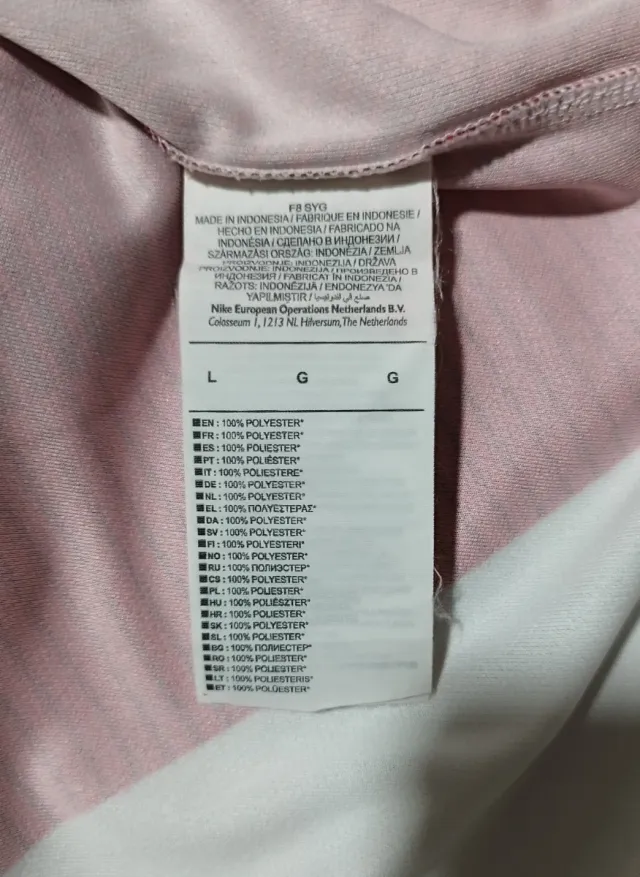 F8 SYG
MADE IN INDONESIA / FABRIQUE EN INDONESIE /
HECHO EN INDONESIA / FABRICADO NA
INDONÉSIA / СДЕЛАНО В ИНДОНЕЗИИ /
SZÁRMAZÁSI ORSZÁG: INDONÉZIA / ZEMLJA
PROIZVODNJE: INDONEZIJA / DRŽAVA
PROIZVODNJE: INDONEZIJA / ПРОИЗВЕДЕНО В
ИНДОНЕЗИЯ / FABRICAT ÎN INDONEZIA /
RAŽOTS: INDONĒZIJĀ / ENDONEZYA'DA
YAPILMIŞTIR / صنع في اندونيسيا
Nike European Operations Netherlands B.V.
Colosseum 1, 1213 NL Hilversum, The Netherlands
L G G
EN : 100% POLYESTER*
FR : 100% POLYESTER*
ES : 100% POLIESTER*
PT : 100% POLIÉSTER*
IT : 100% POLIESTERE*
DE : 100% POLYESTER*
NL : 100% POLYESTER*
EL : 100% ΠΟΛΥΕΣΤΕΡΑΣ*
DA : 100% POLYESTER*
SV : 100% POLYESTER*
FI : 100% POLYESTERI*
NO : 100% POLYESTER*
RU : 100% ПОЛИЭСТЕР*
CS : 100% POLYESTER*
PL : 100% POLIESTER*
HU : 100% POLIÉSZTER*
HR : 100% POLIESTER*
SK : 100% POLYESTER*
SL : 100% POLIESTER*
BG : 100% ПОЛИЕСТЕР*
RO : 100% POLIESTER*
SR : 100% POLIESTER*
LT : 100% POLIESTERIS*
ET : 100% POLÜESTER*